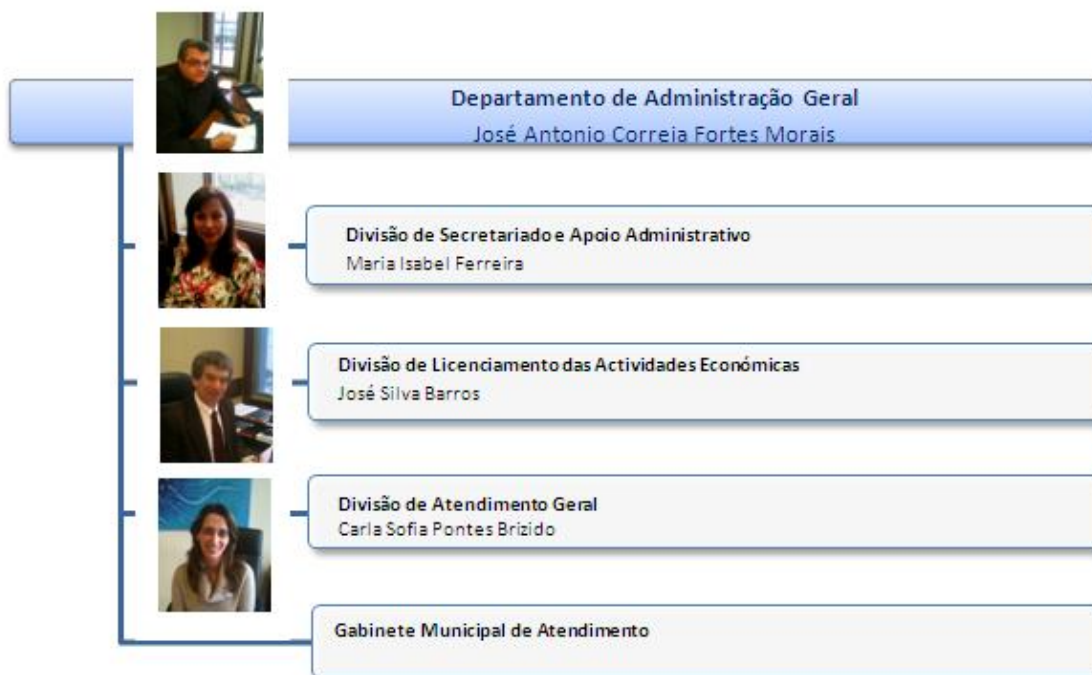 Departamento de Administração Geral
José Antonio Correia Fortes Morais
Divisão de Secretariado e Apoio Administrativo
Maria Isabel Ferreira
Divisão de Licenciamento das Actividades Económicas
José Silva Barros
Divisão de Atendimento Geral
Carla Sofia Pontes Brizido
Gabinete Municipal de Atendimento